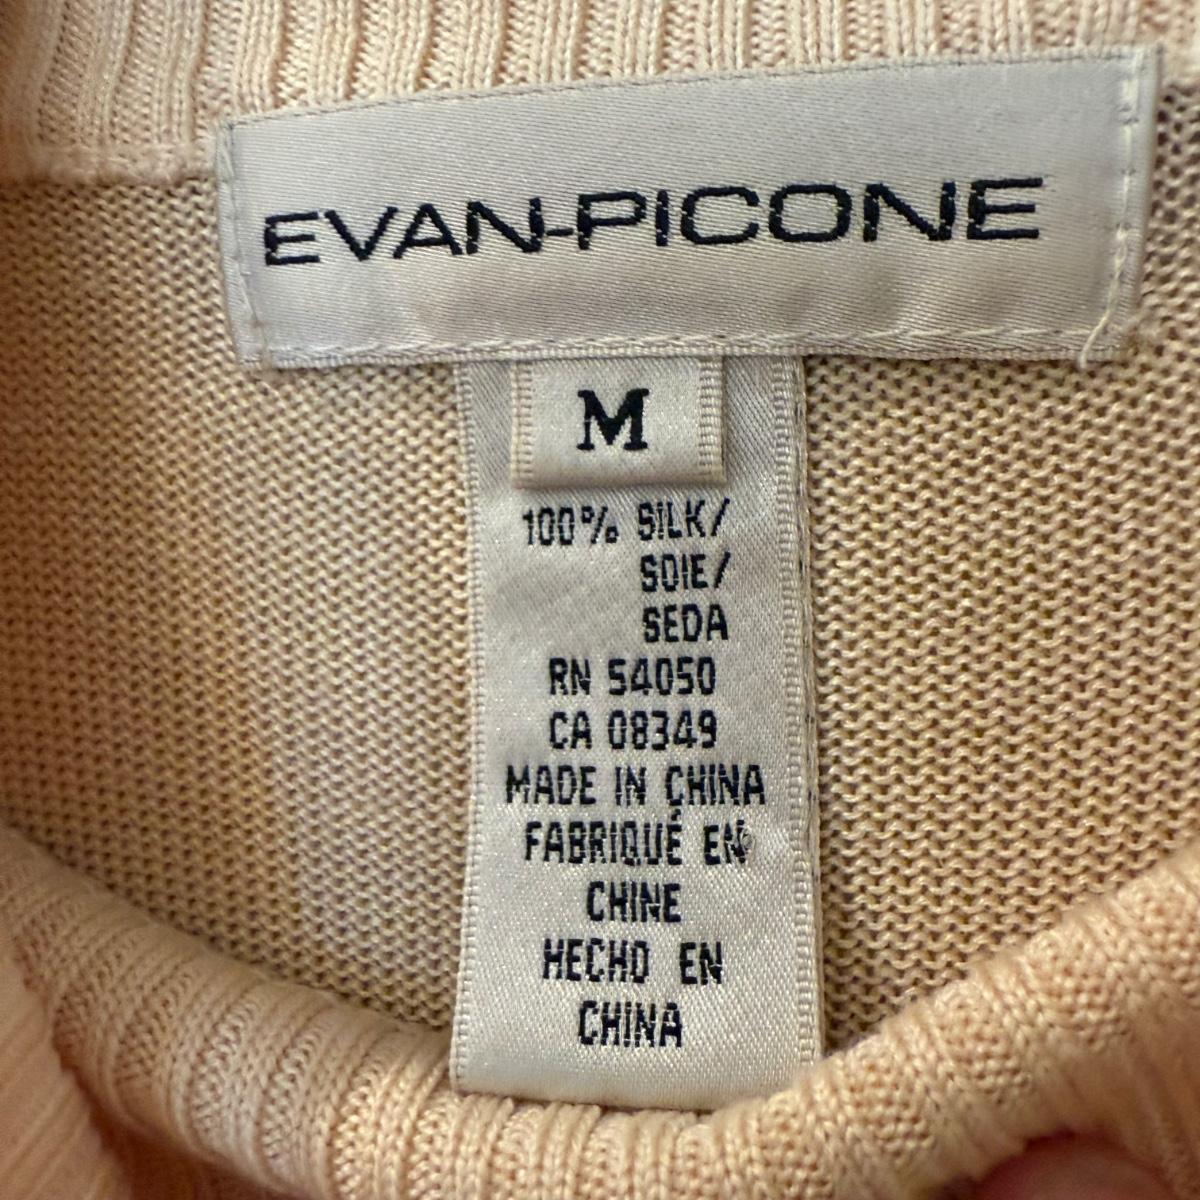 EVAN-PICONE
M
100% SILK/
SOIE/
SEDA
RN 54050
CA 08349
MADE IN CHINA
FABRIQUÉ EN
CHINE
HECHO EN
CHINA